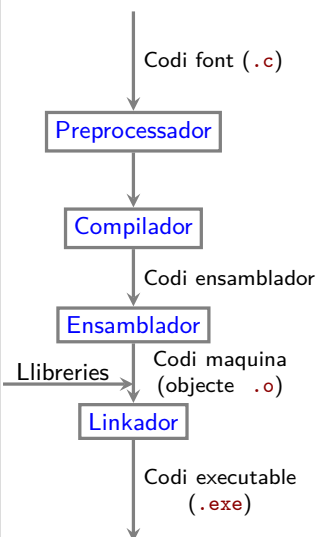 Codi font (.c)
Preprocessador
Compilador
Codi ensamblador
Ensamblador
Llibreries
Codi maquina
(objecte .o)
Linkador
Codi executable
(.exe)